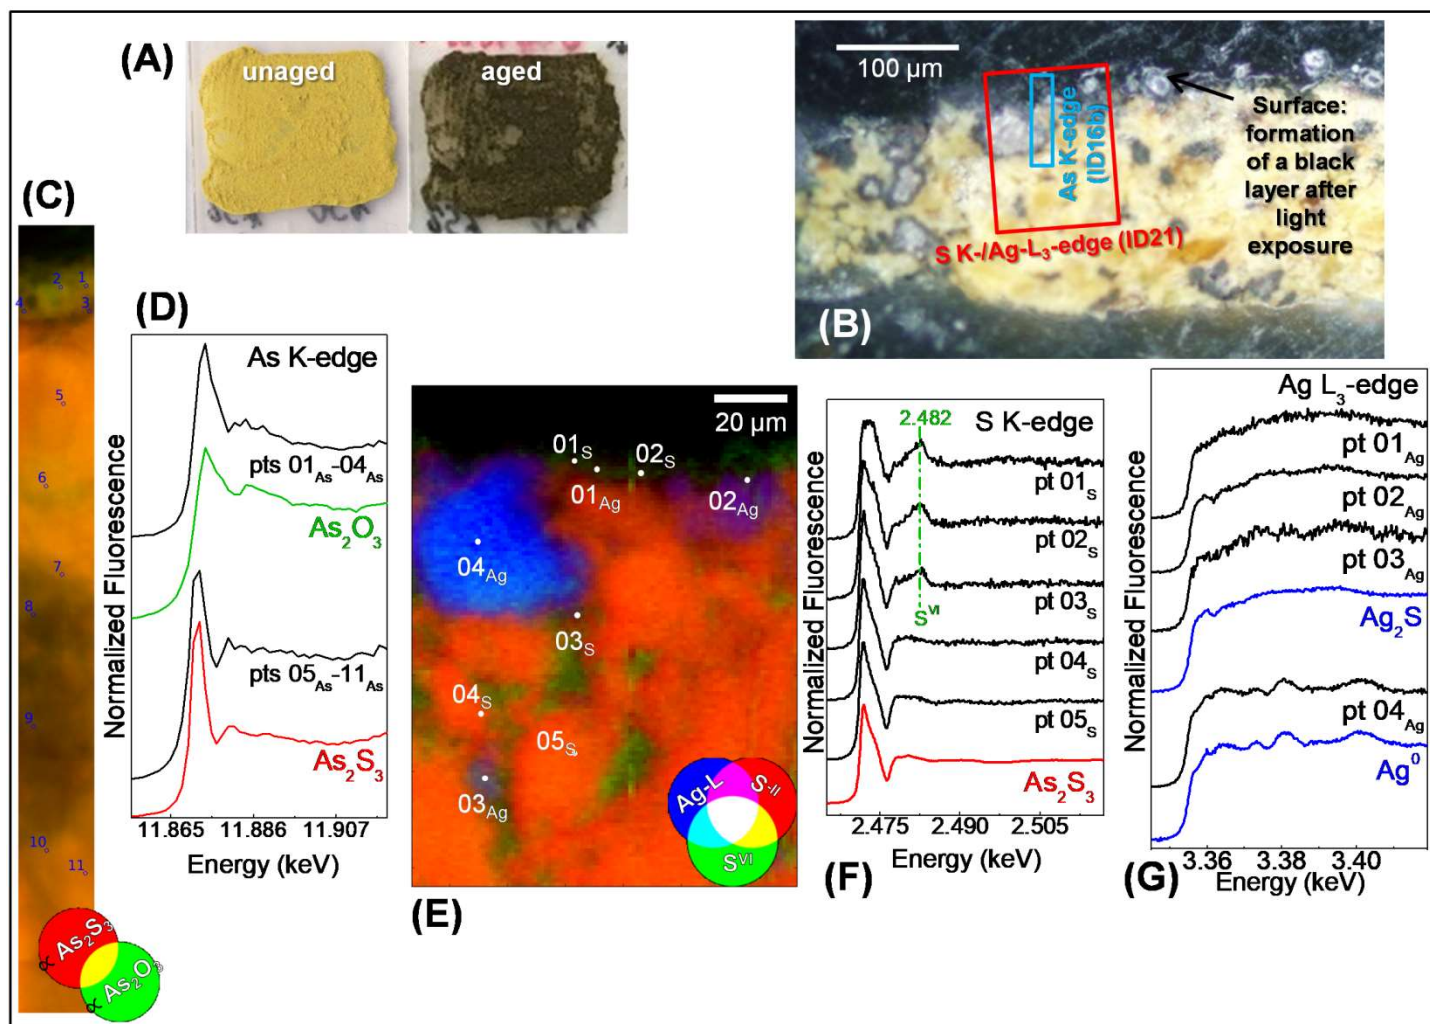 (A)
unaged
aged
100 µm
Surface:
formation
of a black
layer after
light
exposure
As K-edge
(ID16b)
S K-/Ag-L₃-edge (ID21)
(B)
(C)
1
2
3
4
5
6
7
8
9
10
11
∝ As₂S₃
∝ As₂O₃
(D)
As K-edge
pts 01As-04As
As₂O₃
pts 05As-11As
As₂S₃
Normalized Fluorescence
11.865 11.886 11.907
Energy (keV)
20 µm
01S
02S
01Ag
02Ag
04Ag
03S
04S
05S
03Ag
Ag-L
S-II
SVI
(E)
2.482
S K-edge
pt 01S
pt 02S
pt 03S
SVI
pt 04S
pt 05S
As₂S₃
Normalized Fluorescence
2.475 2.490 2.505
Energy (keV)
(F)
Ag L₃-edge
pt 01Ag
pt 02Ag
pt 03Ag
Ag₂S
pt 04Ag
Ag⁰
Normalized Fluorescence
3.36 3.38 3.40
Energy (keV)
(G)